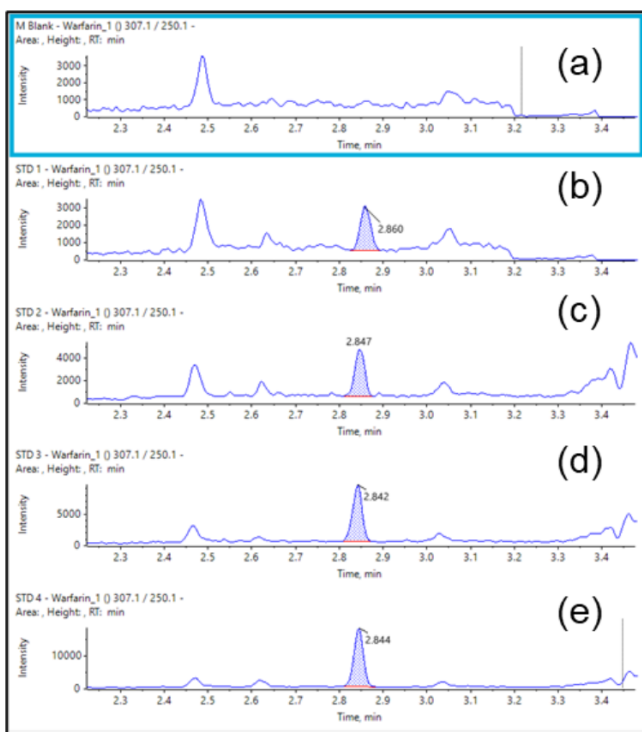 M Blank - Warfarin_1 () 307.1 / 250.1 -
Area: , Height: , RT: min
(a)
Intensity
3000
2000
1000
0
2.3 2.4 2.5 2.6 2.7 2.8 2.9 3.0 3.1 3.2 3.3 3.4
Time, min
STD 1 - Warfarin_1 () 307.1 / 250.1 -
Area: , Height: , RT: min
(b)
Intensity
3000
2000
1000
0
2.860
2.3 2.4 2.5 2.6 2.7 2.8 2.9 3.0 3.1 3.2 3.3 3.4
Time, min
STD 2 - Warfarin_1 () 307.1 / 250.1 -
Area: , Height: , RT: min
(c)
Intensity
4000
2000
0
2.847
2.3 2.4 2.5 2.6 2.7 2.8 2.9 3.0 3.1 3.2 3.3 3.4
Time, min
STD 3 - Warfarin_1 () 307.1 / 250.1 -
Area: , Height: , RT: min
(d)
Intensity
5000
0
2.842
2.3 2.4 2.5 2.6 2.7 2.8 2.9 3.0 3.1 3.2 3.3 3.4
Time, min
STD 4 - Warfarin_1 () 307.1 / 250.1 -
Area: , Height: , RT: min
(e)
Intensity
10000
0
2.844
2.3 2.4 2.5 2.6 2.7 2.8 2.9 3.0 3.1 3.2 3.3 3.4
Time, min